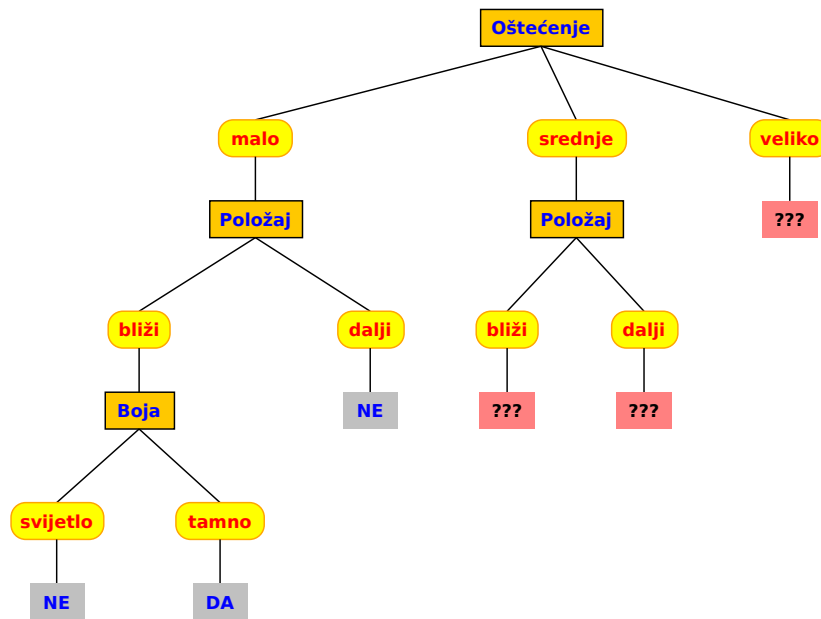 Oštećenje
malo
srednje
veliko
Položaj
Položaj
???
bliži
dalji
bliži
dalji
Boja
NE
???
???
svijetlo
tamno
NE
DA